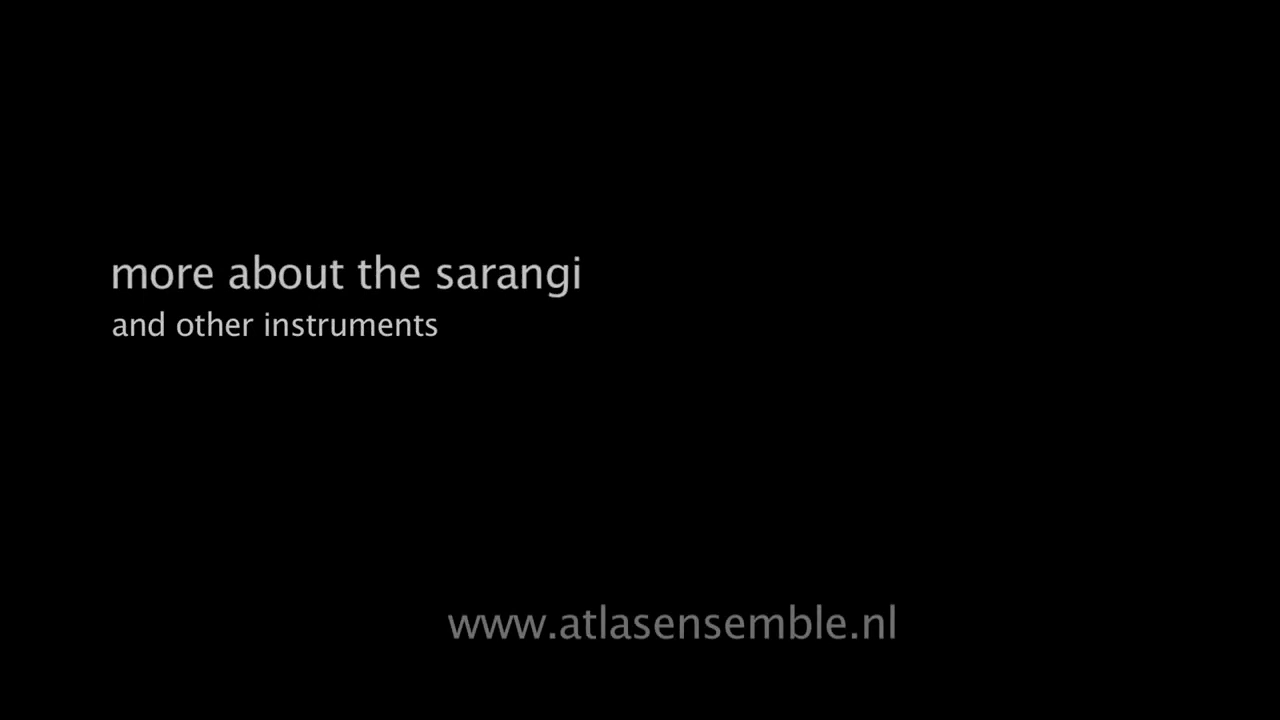 more about the sarangi
and other instruments
www.atlasensemble.nl